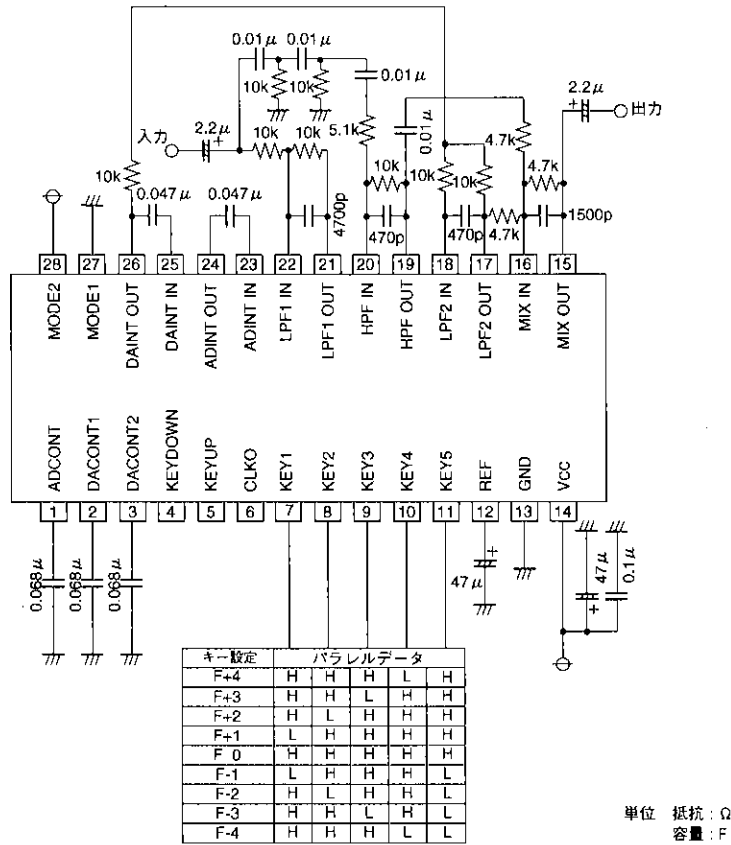 0.01μ 0.01μ
0.01μ
10k 10k
2.2μ +
入力
10k 10k
5.1k
0.01μ
2.2μ
+ 出力
4.7k
10k
0.047μ 0.047μ
4700p
10k
470p
10k 10k
470p
4.7k
4.7k
1500p
28 27 26 25 24 23 22 21 20 19 18 17 16 15
MODE2 MODE1 DAINT OUT DAINT IN ADINT OUT ADINT IN LPF1 IN LPF1 OUT HPF IN HPF OUT LPF2 IN LPF2 OUT MIX IN MIX OUT
ADCONT DACONT1 DACONT2 KEYDOWN KEYUP CLKO KEY1 KEY2 KEY3 KEY4 KEY5 REF GND VCC
1 2 3 4 5 6 7 8 9 10 11 12 13 14
0.068μ 0.068μ 0.068μ
47μ +
47μ + 0.1μ
キー設定 パラレルデータ
F+4 H H H L H
F+3 H H L H H
F+2 H L H H H
F+1 L H H H H
F 0 H H H H H
F-1 L H H H L
F-2 H L H H L
F-3 H H L H L
F-4 H H H L L
単位 抵抗 : Ω
容量 : F